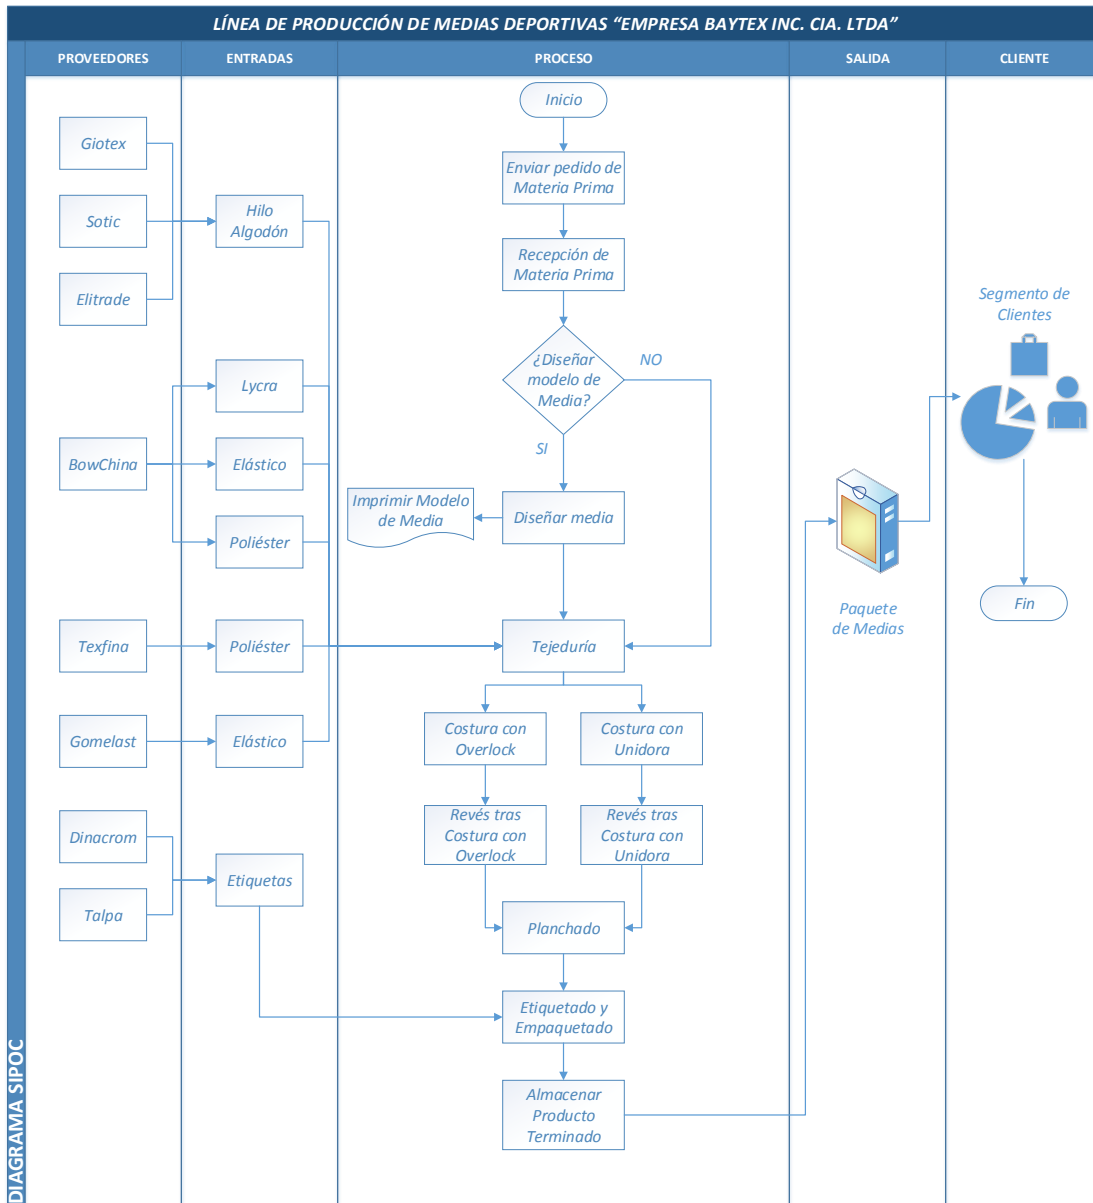 LÍNEA DE PRODUCCIÓN DE MEDIAS DEPORTIVAS “EMPRESA BAYTEX INC. CIA. LTDA”
PROVEEDORES
ENTRADAS
PROCESO
SALIDA
CLIENTE
DIAGRAMA SIPOC
Giotex
Sotic
Elitrade
BowChina
Texfina
Gomelast
Dinacrom
Talpa
Hilo
Algodón
Lycra
Elástico
Poliéster
Poliéster
Elástico
Etiquetas
Inicio
Enviar pedido de
Materia Prima
Recepción de
Materia Prima
¿Diseñar
modelo de
Media?
NO
SI
Imprimir Modelo
de Media
Diseñar media
Tejeduría
Costura con
Overlock
Costura con
Unidora
Revés tras
Costura con
Overlock
Revés tras
Costura con
Unidora
Planchado
Etiquetado y
Empaquetado
Almacenar
Producto
Terminado
Paquete
de Medias
Segmento de
Clientes
Fin